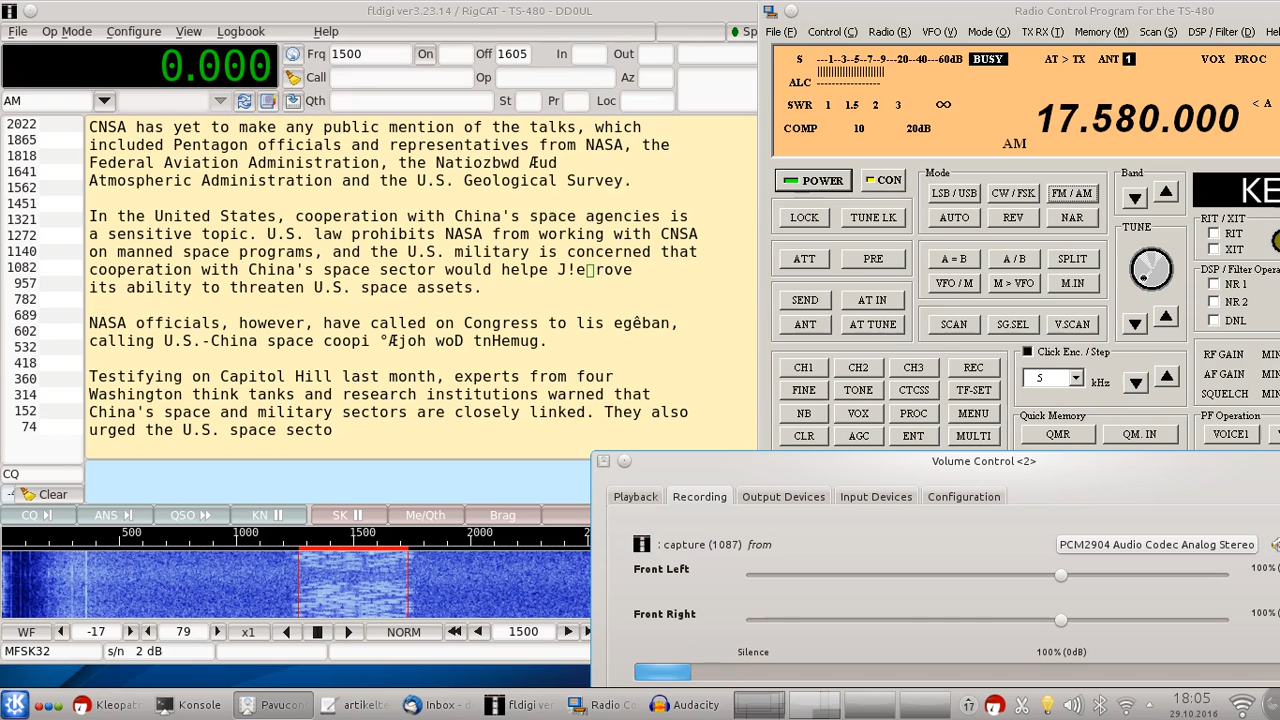 fldigi ver3.23.14 / RigCAT - TS-480 - DD0UL
File Op Mode Configure View Logbook Help Sp
0.000
Frq 1500 On Off 1605 In Out
Call Op Az
Qth St Pr Loc
AM
2022
1865
1818
1641
1562
1451
1321
1272
1140
1082
957
782
689
602
532
418
360
314
152
74
CNSA has yet to make any public mention of the talks, which
included Pentagon officials and representatives from NASA, the
Federal Aviation Administration, the Natiozbwd Æud
Atmospheric Administration and the U.S. Geological Survey.
In the United States, cooperation with China's space agencies is
a sensitive topic. U.S. law prohibits NASA from working with CNSA
on manned space programs, and the U.S. military is concerned that
cooperation with China's space sector would helpe J!e▯rove
its ability to threaten U.S. space assets.
NASA officials, however, have called on Congress to lis egêban,
calling U.S.-China space coopi °Æjoh woD tnHemug.
Testifying on Capitol Hill last month, experts from four
Washington think tanks and research institutions warned that
China's space and military sectors are closely linked. They also
urged the U.S. space secto
CQ
Clear
CQ ANS QSO KN SK Me/Qth Brag
500 1000 1500 2000 2
WF -17 79 x1 NORM 1500
MFSK32 s/n 2 dB
Radio Control Program for the TS-480
File (F) Control (C) Radio (R) VFO (V) Mode (O) TX RX (T) Memory (M) Scan (S) DSP / Filter (D)
S ---1--3--5--7--9---20---40---60dB BUSY AT > TX ANT 1 VOX PROC
ALC
SWR 1 1.5 2 3 ∞
COMP 10 20dB
17.580.000
< A
AM
POWER CON
LOCK TUNE LK
ATT PRE
SEND AT IN
ANT AT TUNE
Mode
LSB / USB CW / FSK FM / AM
AUTO REV NAR
A = B A / B SPLIT
VFO / M M > VFO M.IN
SCAN SG.SEL V.SCAN
Band
TUNE
KE
RIT / XIT
RIT
XIT
DSP / Filter Opera
NR 1
NR 2
DNL
CH1 CH2 CH3 REC
FINE TONE CTCSS TF-SET
NB VOX PROC MENU
CLR AGC ENT MULTI
Click Enc. / Step
5 kHz
Quick Memory
QMR QM. IN
RF GAIN MIN
AF GAIN MIN
SQUELCH MIN
PF Operation
VOICE1
Volume Control <2>
Playback Recording Output Devices Input Devices Configuration
: capture (1087) from PCM2904 Audio Codec Analog Stereo
Front Left 100% (
Front Right 100% (
Silence 100% (0dB)
Kleopat Konsole Pavuco artikelte Inbox - d fldigi ver Radio Co Audacity
17
18:05
29.10.2016